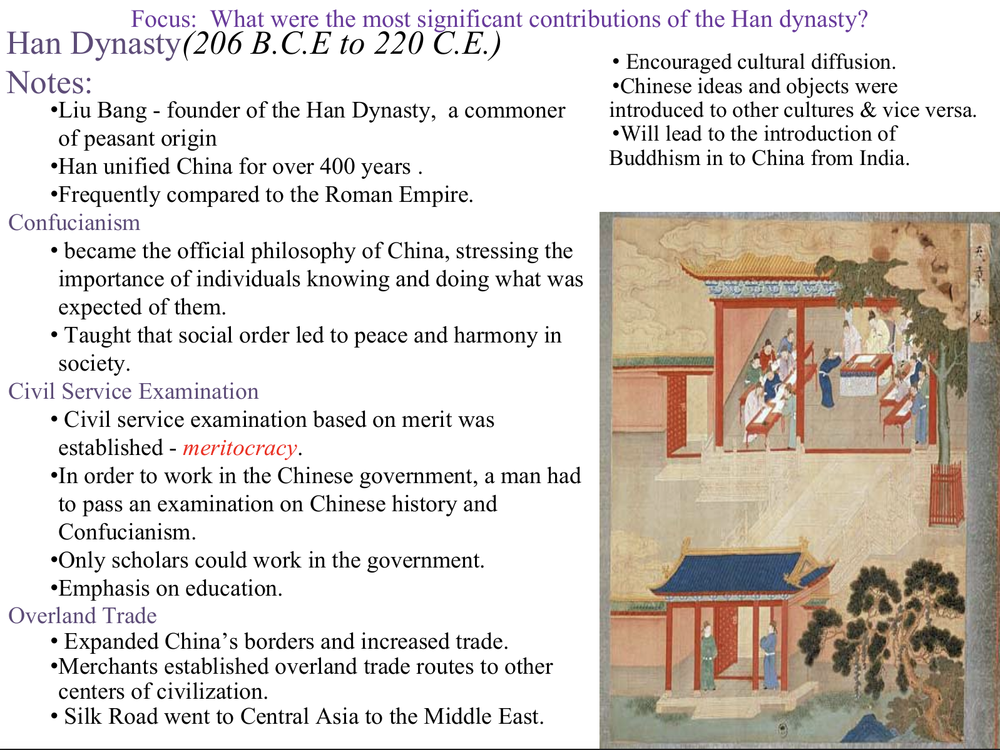 Focus:  What were the most significant contributions of the Han dynasty?
Han Dynasty(206 B.C.E to 220 C.E.)
Notes:
•Liu Bang - founder of the Han Dynasty,  a commoner
of peasant origin
•Han unified China for over 400 years .
•Frequently compared to the Roman Empire.
Confucianism
• became the official philosophy of China, stressing the
importance of individuals knowing and doing what was
expected of them.
• Taught that social order led to peace and harmony in
society.
Civil Service Examination
• Civil service examination based on merit was
established - meritocracy.
•In order to work in the Chinese government, a man had
to pass an examination on Chinese history and
Confucianism.
•Only scholars could work in the government.
•Emphasis on education.
Overland Trade
• Expanded China’s borders and increased trade.
•Merchants established overland trade routes to other
centers of civilization.
• Silk Road went to Central Asia to the Middle East.
• Encouraged cultural diffusion.
•Chinese ideas and objects were
introduced to other cultures & vice versa.
•Will lead to the introduction of
Buddhism in to China from India.